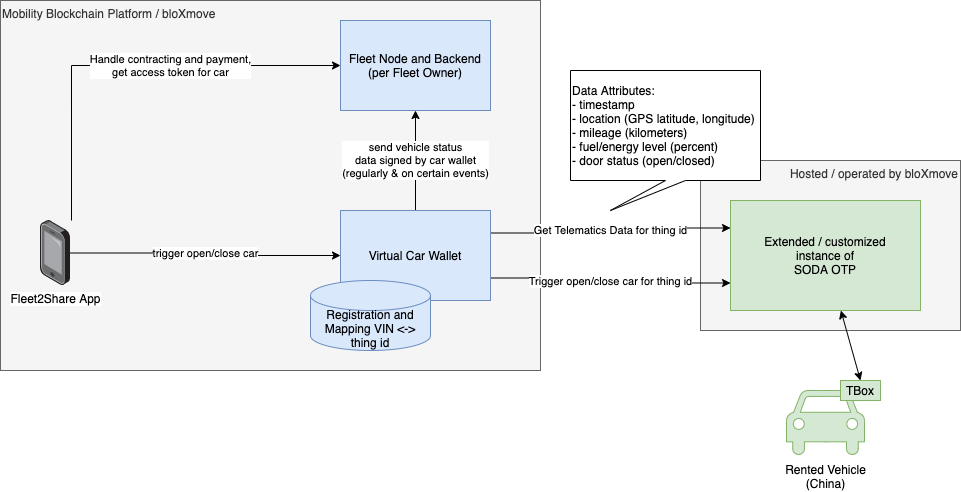 Mobility Blockchain Platform / bloXmove
Handle contracting and payment,
get access token for car
Fleet Node and Backend
(per Fleet Owner)
Data Attributes:
- timestamp
- location (GPS latitude, longitude)
- mileage (kilometers)
- fuel/energy level (percent)
- door status (open/closed)
send vehicle status
data signed by car wallet
(regularly & on certain events)
Hosted / operated by bloXmove
Get Telematics Data for thing id
Extended / customized
instance of
SODA OTP
trigger open/close car
Virtual Car Wallet
Trigger open/close car for thing id
Fleet2Share App
Registration and
Mapping VIN <->
thing id
TBox
Rented Vehicle
(China)